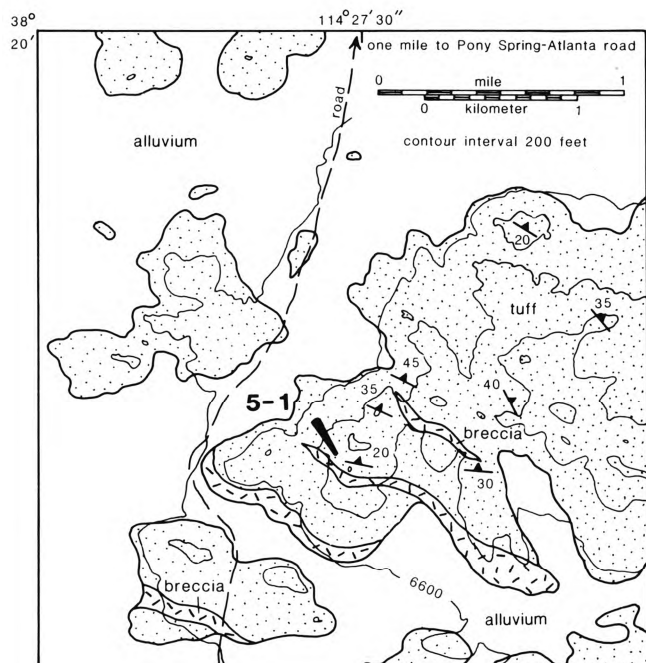 38° 114° 27' 30"
20'
one mile to Pony Spring-Atlanta road
0 mile 1
0 kilometer 1
road
alluvium
contour interval 200 feet
20
tuff
35
45
35
40
5-1
breccia
20
30
6600
breccia
alluvium